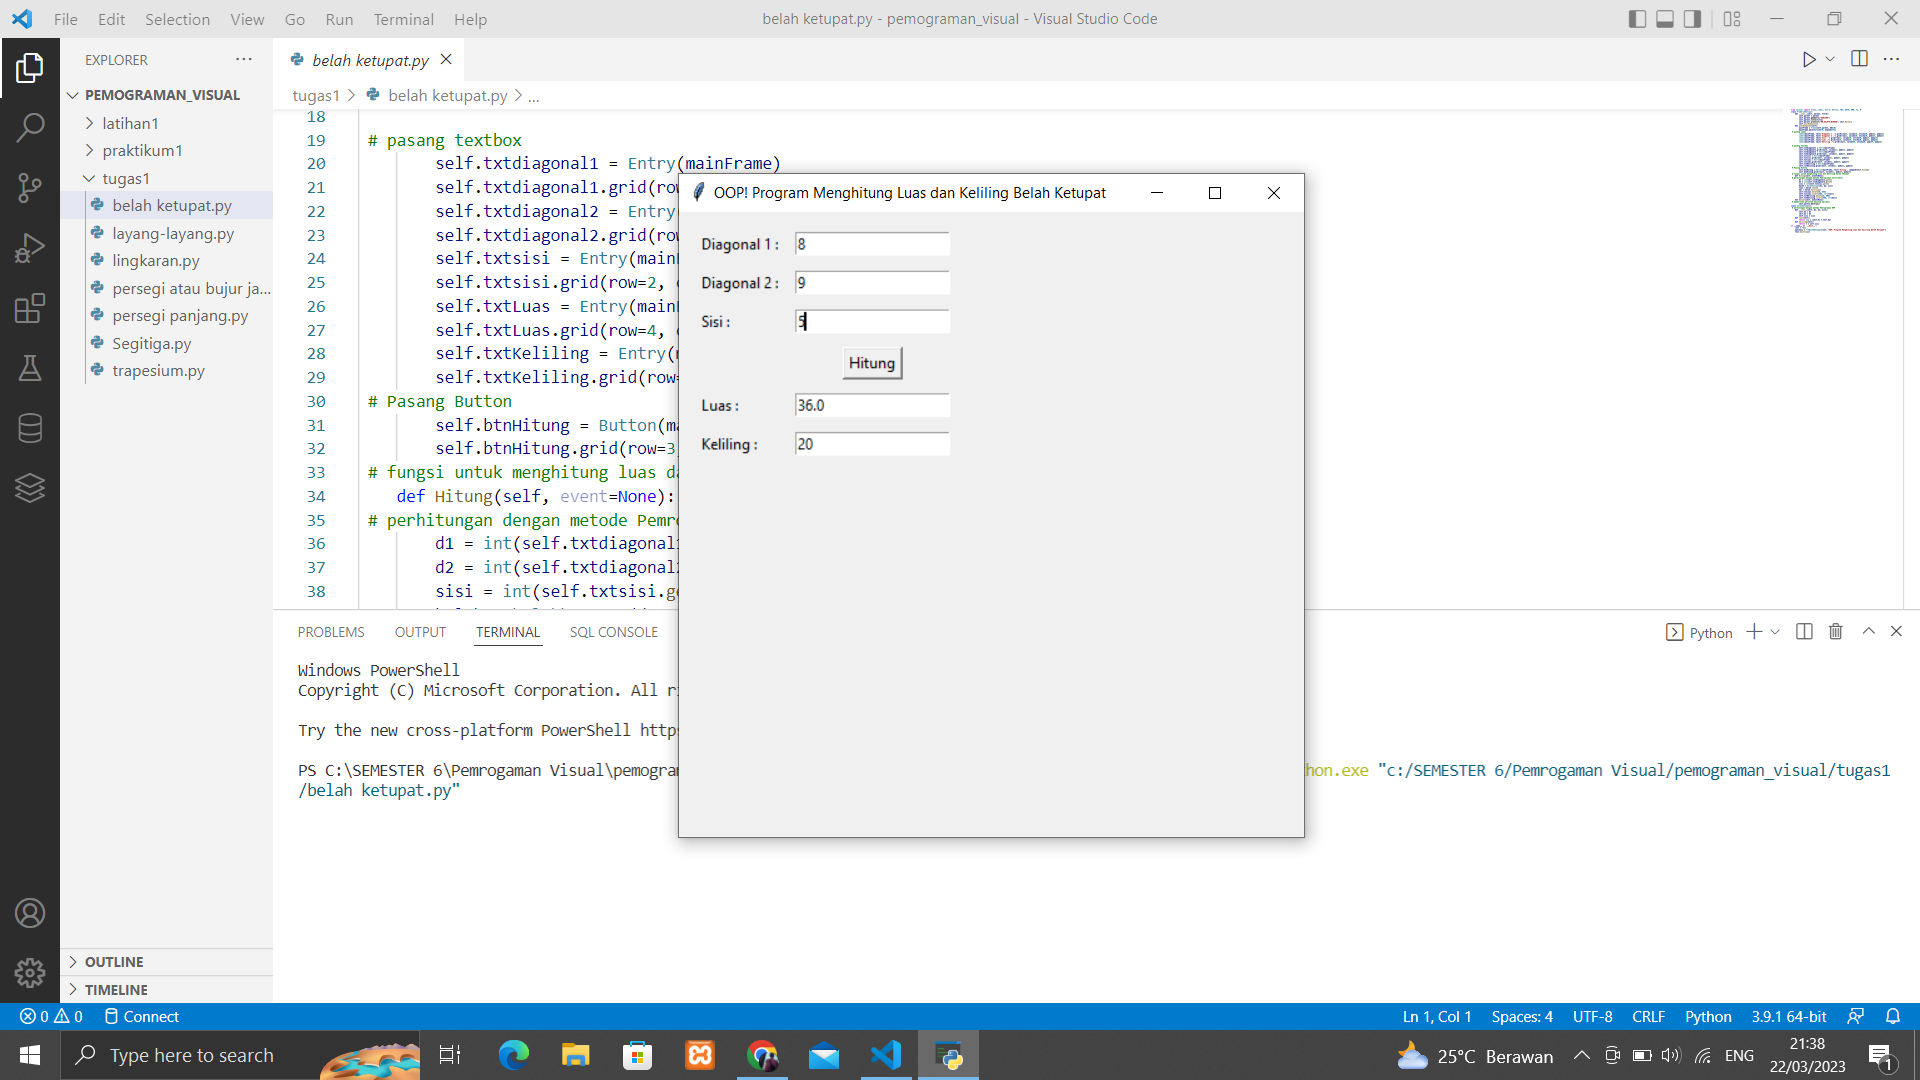 File Edit Selection View Go Run Terminal Help
belah ketupat.py - pemograman_visual - Visual Studio Code
EXPLORER
PEMOGRAMAN_VISUAL
latihan1
praktikum1
tugas1
belah ketupat.py
layang-layang.py
lingkaran.py
persegi atau bujur ja...
persegi panjang.py
Segitiga.py
trapesium.py
OUTLINE
TIMELINE
belah ketupat.py
tugas1 > belah ketupat.py > ...
18
19 # pasang textbox
20 self.txtdiagonal1 = Entry(mainFrame)
21 self.txtdiagonal1.grid(row
22 self.txtdiagonal2 = Entry(
23 self.txtdiagonal2.grid(row
24 self.txtsisi = Entry(main
25 self.txtsisi.grid(row=2,
26 self.txtLuas = Entry(main
27 self.txtLuas.grid(row=4,
28 self.txtKeliling = Entry(
29 self.txtKeliling.grid(row
30 # Pasang Button
31 self.btnHitung = Button(m
32 self.btnHitung.grid(row=3
33 # fungsi untuk menghitung luas d
34 def Hitung(self, event=None):
35 # perhitungan dengan metode Pemr
36 d1 = int(self.txtdiagonal
37 d2 = int(self.txtdiagonal
38 sisi = int(self.txtsisi.g
OOP! Program Menghitung Luas dan Keliling Belah Ketupat
Diagonal 1 : 8
Diagonal 2 : 9
Sisi : 5
Hitung
Luas : 36.0
Keliling : 20
PROBLEMS OUTPUT TERMINAL SQL CONSOLE
Python
Windows PowerShell
Copyright (C) Microsoft Corporation. All ri
Try the new cross-platform PowerShell https
PS C:\SEMESTER 6\Pemrogaman Visual\pemogram hon.exe "c:/SEMESTER 6/Pemrogaman Visual/pemograman_visual/tugas1
/belah ketupat.py"
0 0 Connect
Ln 1, Col 1 Spaces: 4 UTF-8 CRLF Python 3.9.1 64-bit
Type here to search
25°C Berawan
ENG
21:38
22/03/2023
1